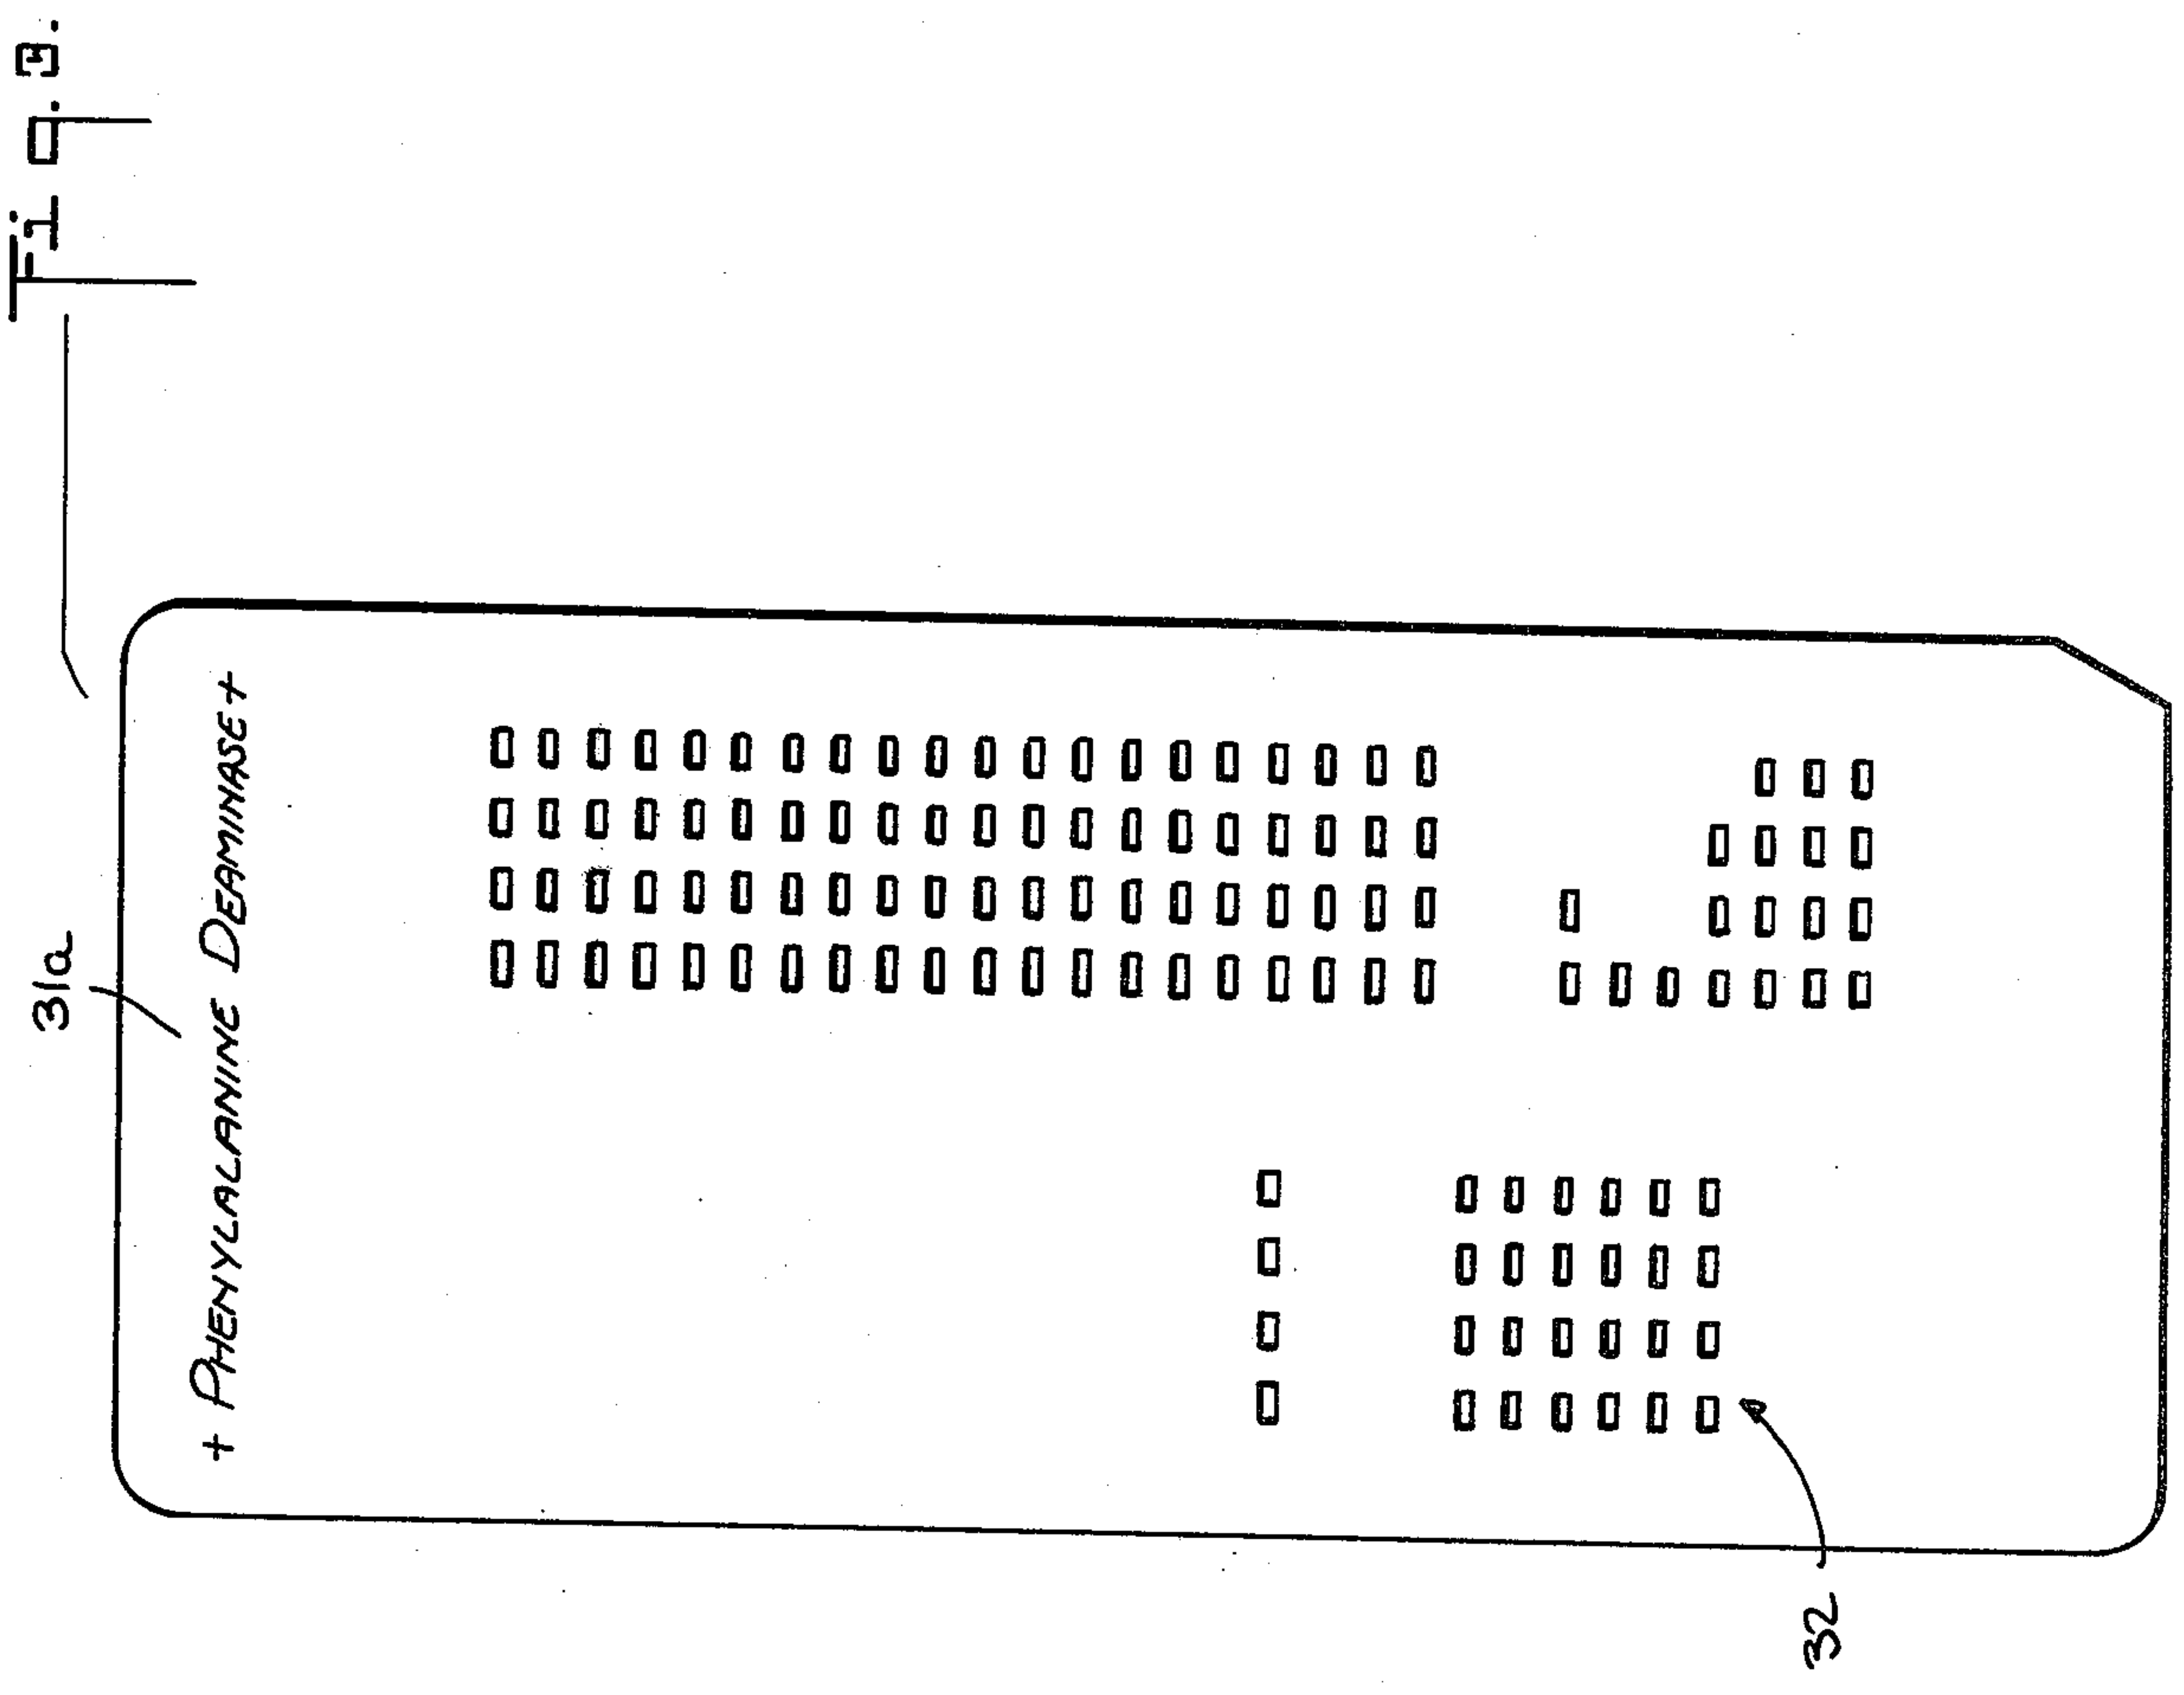 Fig. 3.
31a
+ PHENYLALANINE DEAMINASE +
32